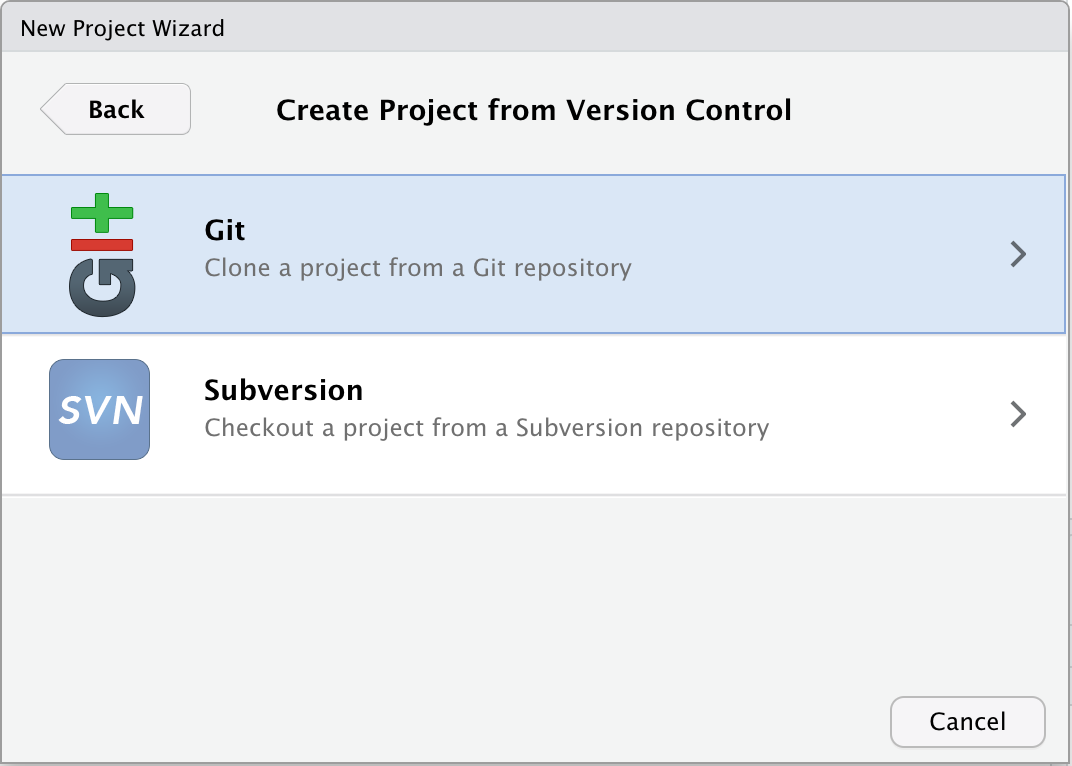 New Project Wizard
Back
Create Project from Version Control
Git
Git
Clone a project from a Git repository
SVN
Subversion
Checkout a project from a Subversion repository
Cancel